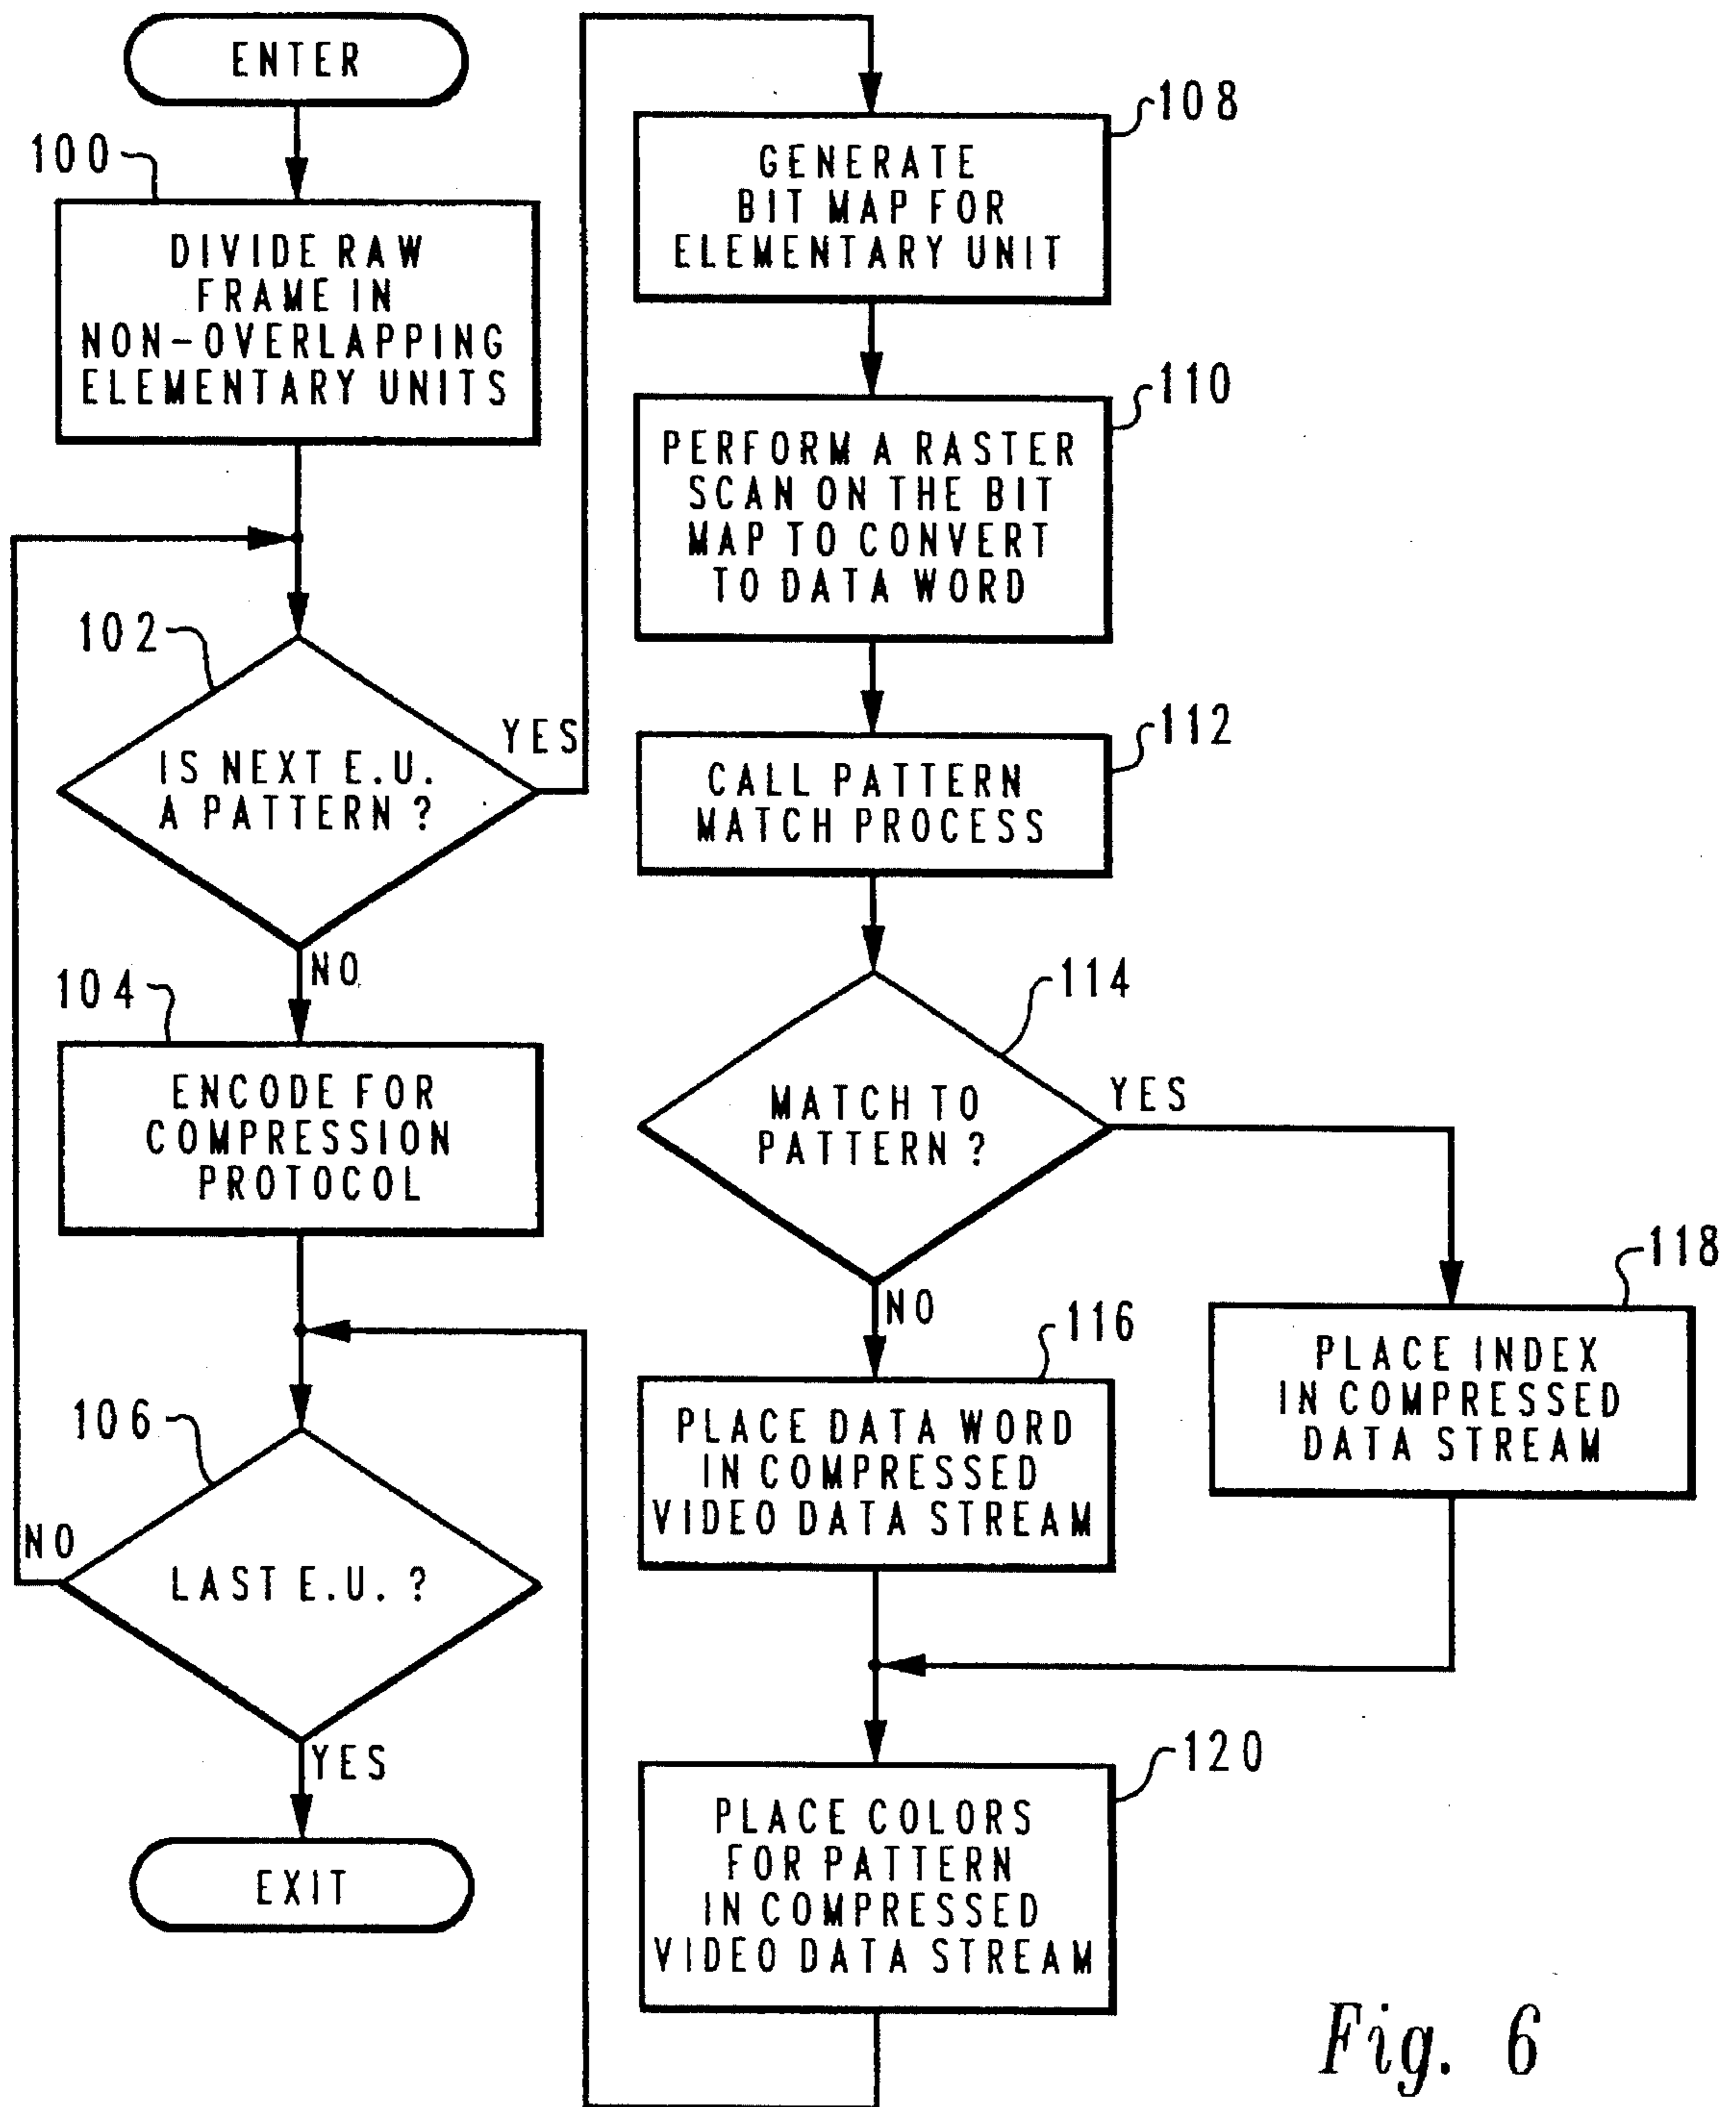 ENTER
100
DIVIDE RAW
FRAME IN
NON-OVERLAPPING
ELEMENTARY UNITS
102
IS NEXT E.U.
A PATTERN ?
YES
NO
104
ENCODE FOR
COMPRESSION
PROTOCOL
106
LAST E.U. ?
NO
YES
EXIT
108
GENERATE
BIT MAP FOR
ELEMENTARY UNIT
110
PERFORM A RASTER
SCAN ON THE BIT
MAP TO CONVERT
TO DATA WORD
112
CALL PATTERN
MATCH PROCESS
114
MATCH TO
PATTERN ?
YES
NO
116
PLACE DATA WORD
IN COMPRESSED
VIDEO DATA STREAM
118
PLACE INDEX
IN COMPRESSED
DATA STREAM
120
PLACE COLORS
FOR PATTERN
IN COMPRESSED
VIDEO DATA STREAM
Fig. 6